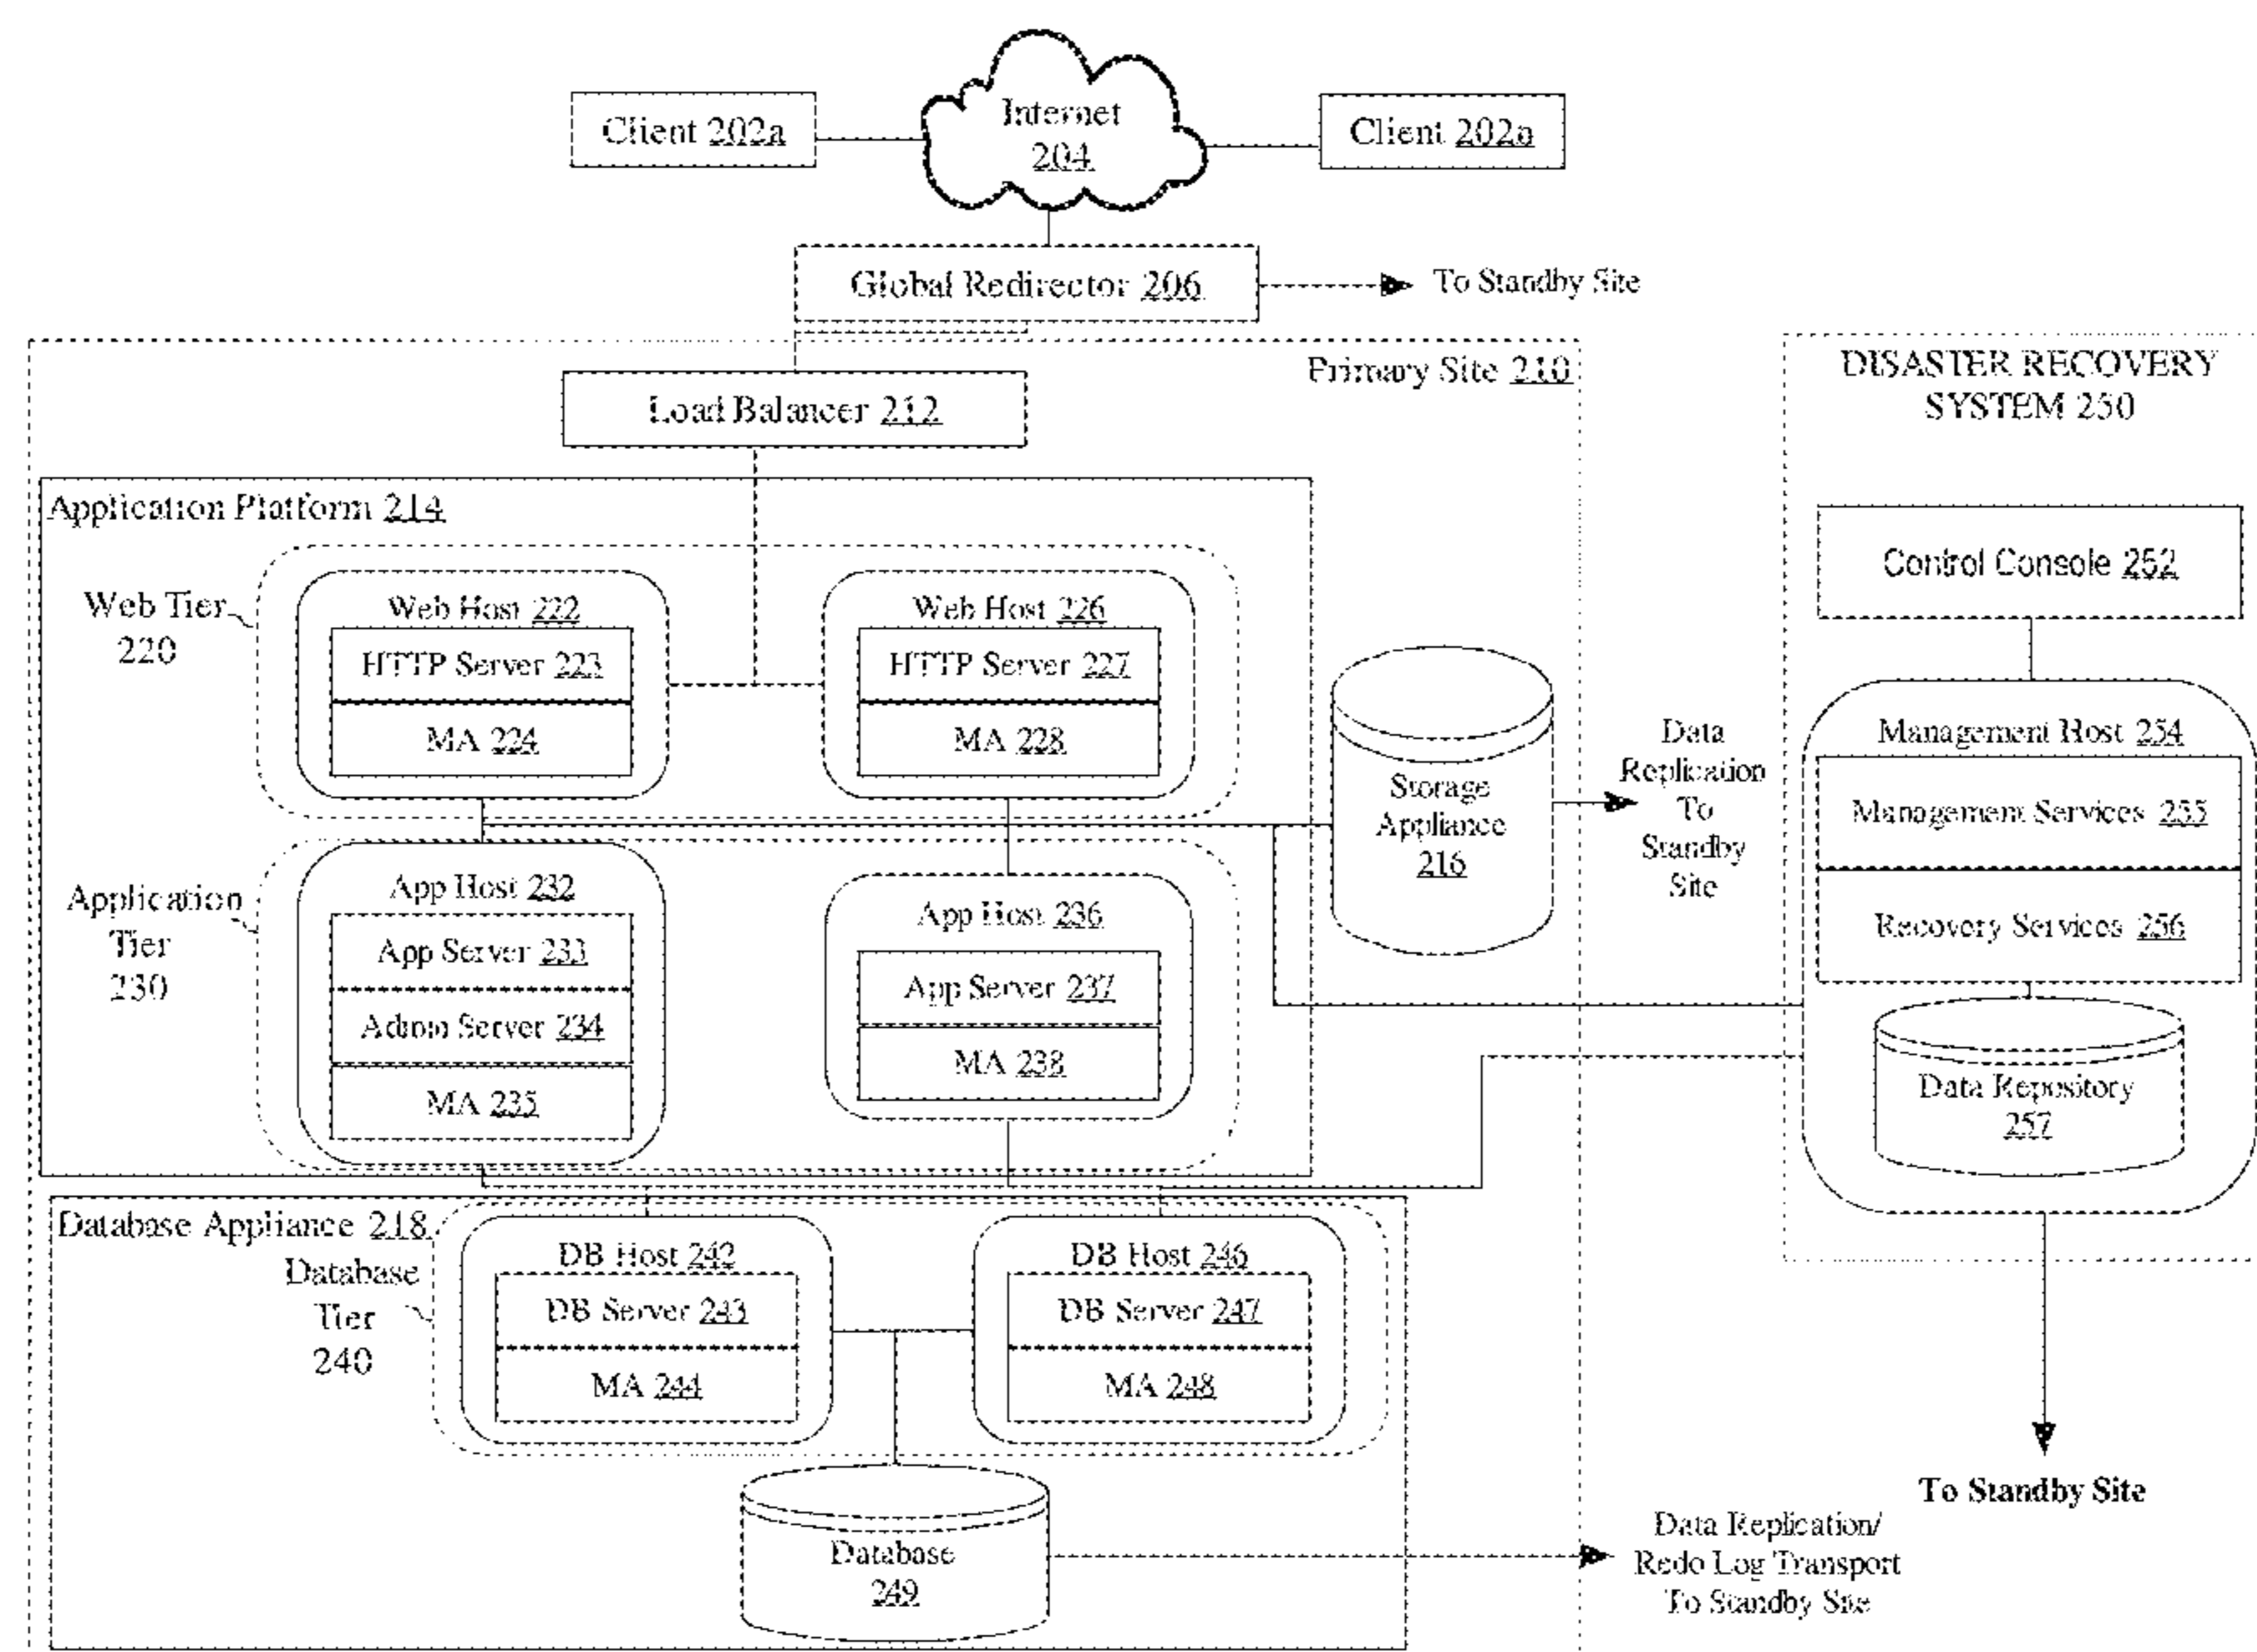 Internet
204
Client 202a
Client 202a
Global Redirector 206
To Standby Site
Primary Site 210
DISASTER RECOVERY
SYSTEM 250
Load Balancer 212
Application Platform 214
Control Console 252
Web Tier
220
Web Host 222
HTTP Server 223
MA 224
Web Host 226
HTTP Server 227
MA 228
Storage
Appliance
216
Data
Replication
To
Standby
Site
Management Host 254
Management Services 255
Recovery Services 256
Data Repository
257
Application
Tier
230
App Host 232
App Server 233
Admin Server 234
MA 235
App Host 236
App Server 237
MA 238
Database Appliance 218
Database
Tier
240
DB Host 242
DB Server 243
MA 244
DB Host 246
DB Server 247
MA 248
To Standby Site
Database
249
Data Replication/
Redo Log Transport
To Standby Site